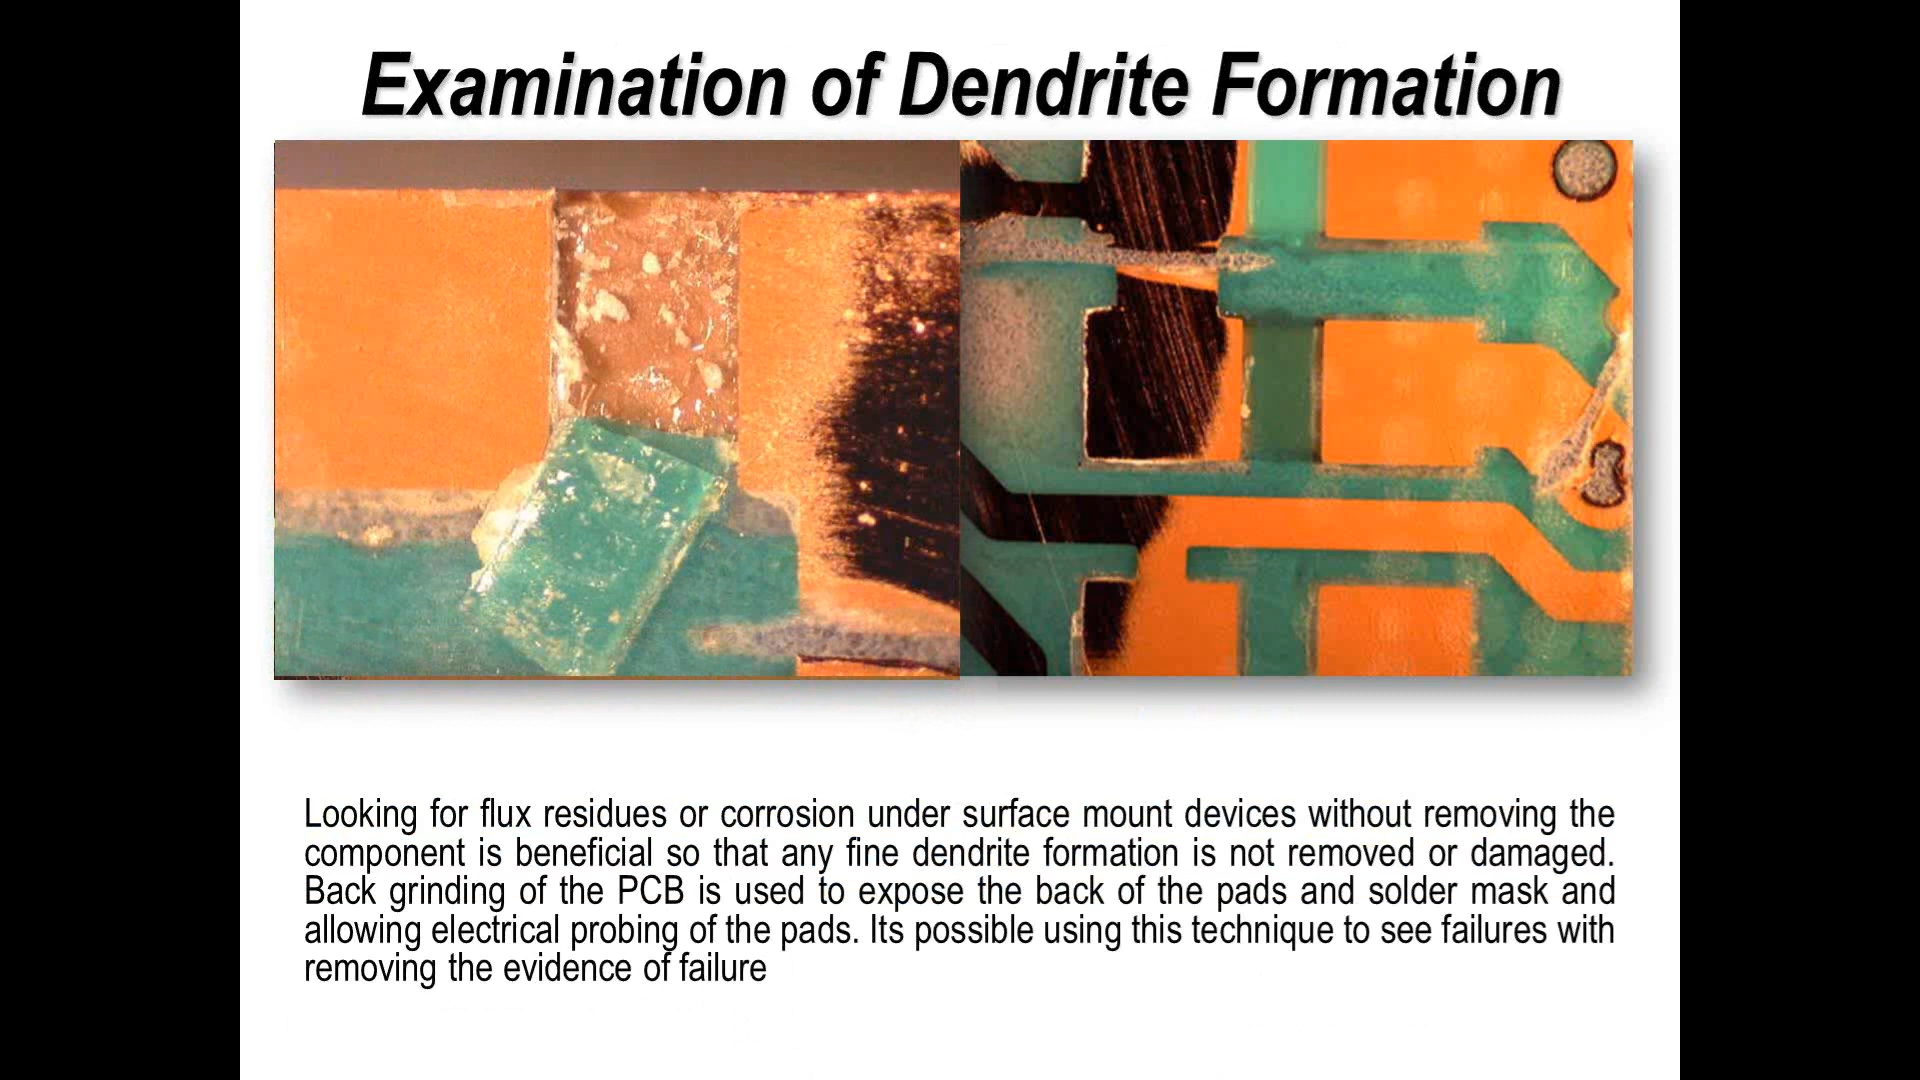 Examination of Dendrite Formation
Looking for flux residues or corrosion under surface mount devices without removing the
component is beneficial so that any fine dendrite formation is not removed or damaged.
Back grinding of the PCB is used to expose the back of the pads and solder mask and
allowing electrical probing of the pads. Its possible using this technique to see failures with
removing the evidence of failure